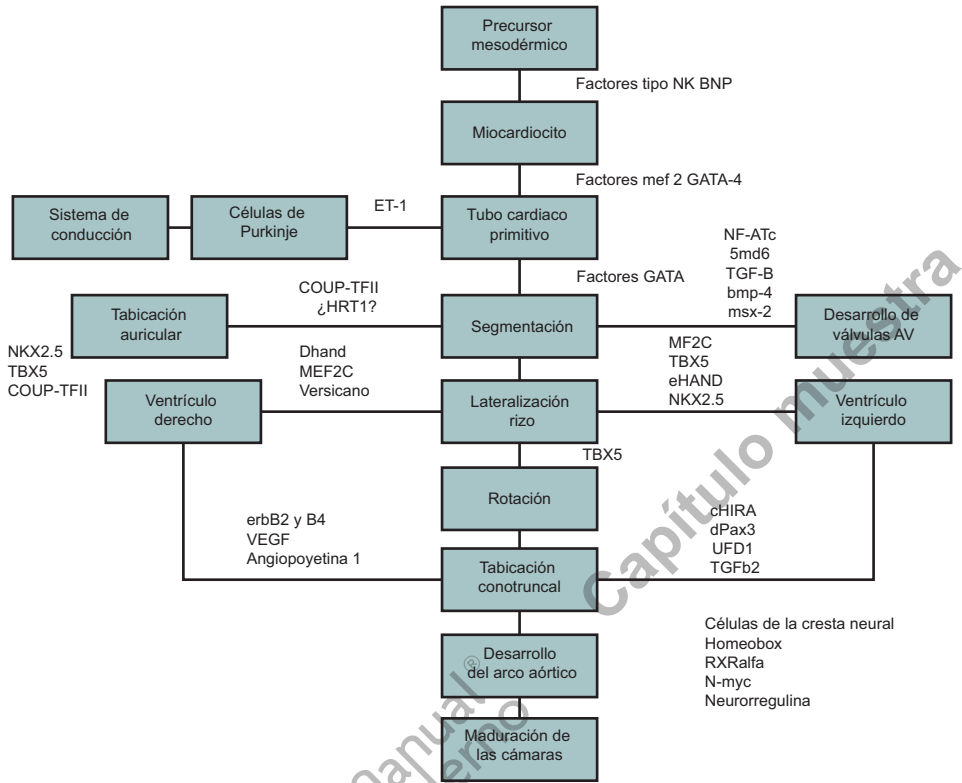 Precursor
mesodérmico
Factores tipo NK BNP
Miocardiocito
Factores mef 2 GATA-4
Sistema de
conducción
Células de
Purkinje
ET-1
Tubo cardiaco
primitivo
Factores GATA
NF-ATc
5md6
TGF-B
bmp-4
msx-2
COUP-TFII
¿HRT1?
Tabicación
auricular
Segmentación
Desarrollo de
válvulas AV
NKX2.5
TBX5
COUP-TFII
Dhand
MEF2C
Versicano
MF2C
TBX5
eHAND
NKX2.5
Ventrículo
derecho
Lateralización
rizo
Ventrículo
izquierdo
TBX5
Rotación
erbB2 y B4
VEGF
Angiopoyetina 1
cHIRA
dPax3
UFD1
TGFb2
Tabicación
conotruncal
Células de la cresta neural
Homeobox
RXRalfa
N-myc
Neurorregulina
Desarrollo
del arco aórtico
Maduración de
las cámaras
Capítulo muestra